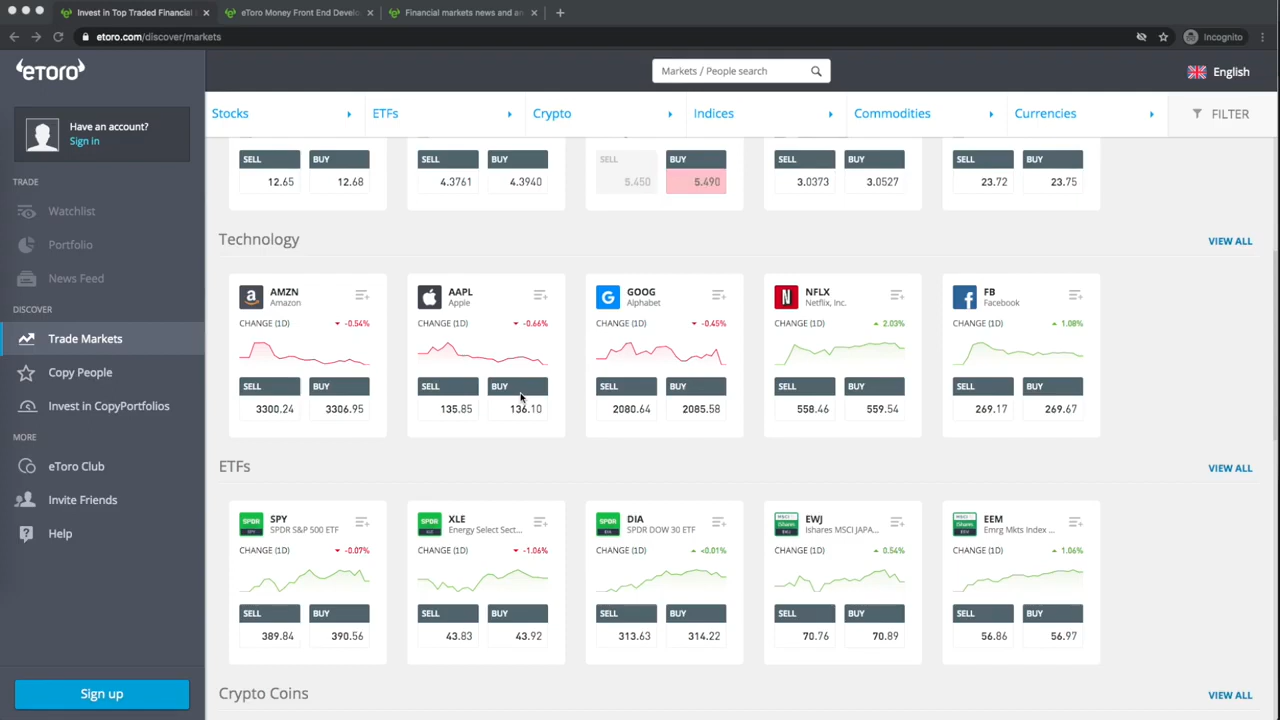 Invest in Top Traded Financial
eToro Money Front End Develo
Financial markets news and an
etoro.com/discover/markets
Incognito
eToro
Markets / People search
English
Have an account?
Sign in
Stocks
ETFs
Crypto
Indices
Commodities
Currencies
FILTER
TRADE
Watchlist
Portfolio
News Feed
DISCOVER
Trade Markets
Copy People
Invest in CopyPortfolios
MORE
eToro Club
Invite Friends
Help
Sign up
SELL BUY SELL BUY SELL BUY SELL BUY SELL BUY
12.65 12.68 4.3761 4.3940 5.450 5.490 3.0373 3.0527 23.72 23.75
Technology
VIEW ALL
AMZN AAPL GOOG NFLX FB
Amazon Apple Alphabet Netflix, Inc. Facebook
CHANGE (1D) -0.54% CHANGE (1D) -0.66% CHANGE (1D) -0.45% CHANGE (1D) 2.03% CHANGE (1D) 1.08%
SELL BUY SELL BUY SELL BUY SELL BUY SELL BUY
3300.24 3306.95 135.85 136.10 2080.64 2085.58 558.46 559.54 269.17 269.67
ETFs
VIEW ALL
SPDR SPY SPDR XLE SPDR DIA EWJ EEM
SPDR S&P 500 ETF Energy Select Sect... SPDR DOW 30 ETF Ishares MSCI JAPA... Emrg Mkts Index ...
CHANGE (1D) -0.07% CHANGE (1D) -1.06% CHANGE (1D) <0.01% CHANGE (1D) 0.54% CHANGE (1D) 1.06%
SELL BUY SELL BUY SELL BUY SELL BUY SELL BUY
389.84 390.56 43.83 43.92 313.63 314.22 70.76 70.89 56.86 56.97
Crypto Coins
VIEW ALL